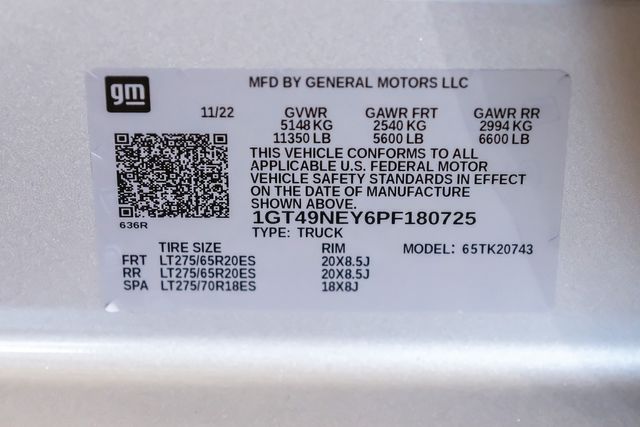 gm
MFD BY GENERAL MOTORS LLC
11/22 GVWR GAWR FRT GAWR RR
5148 KG 2540 KG 2994 KG
11350 LB 5600 LB 6600 LB
THIS VEHICLE CONFORMS TO ALL
APPLICABLE U.S. FEDERAL MOTOR
VEHICLE SAFETY STANDARDS IN EFFECT
ON THE DATE OF MANUFACTURE
SHOWN ABOVE.
1GT49NEY6PF180725
636R
TYPE: TRUCK
TIRE SIZE RIM MODEL: 65TK20743
FRT LT275/65R20ES 20X8.5J
RR LT275/65R20ES 20X8.5J
SPA LT275/70R18ES 18X8J